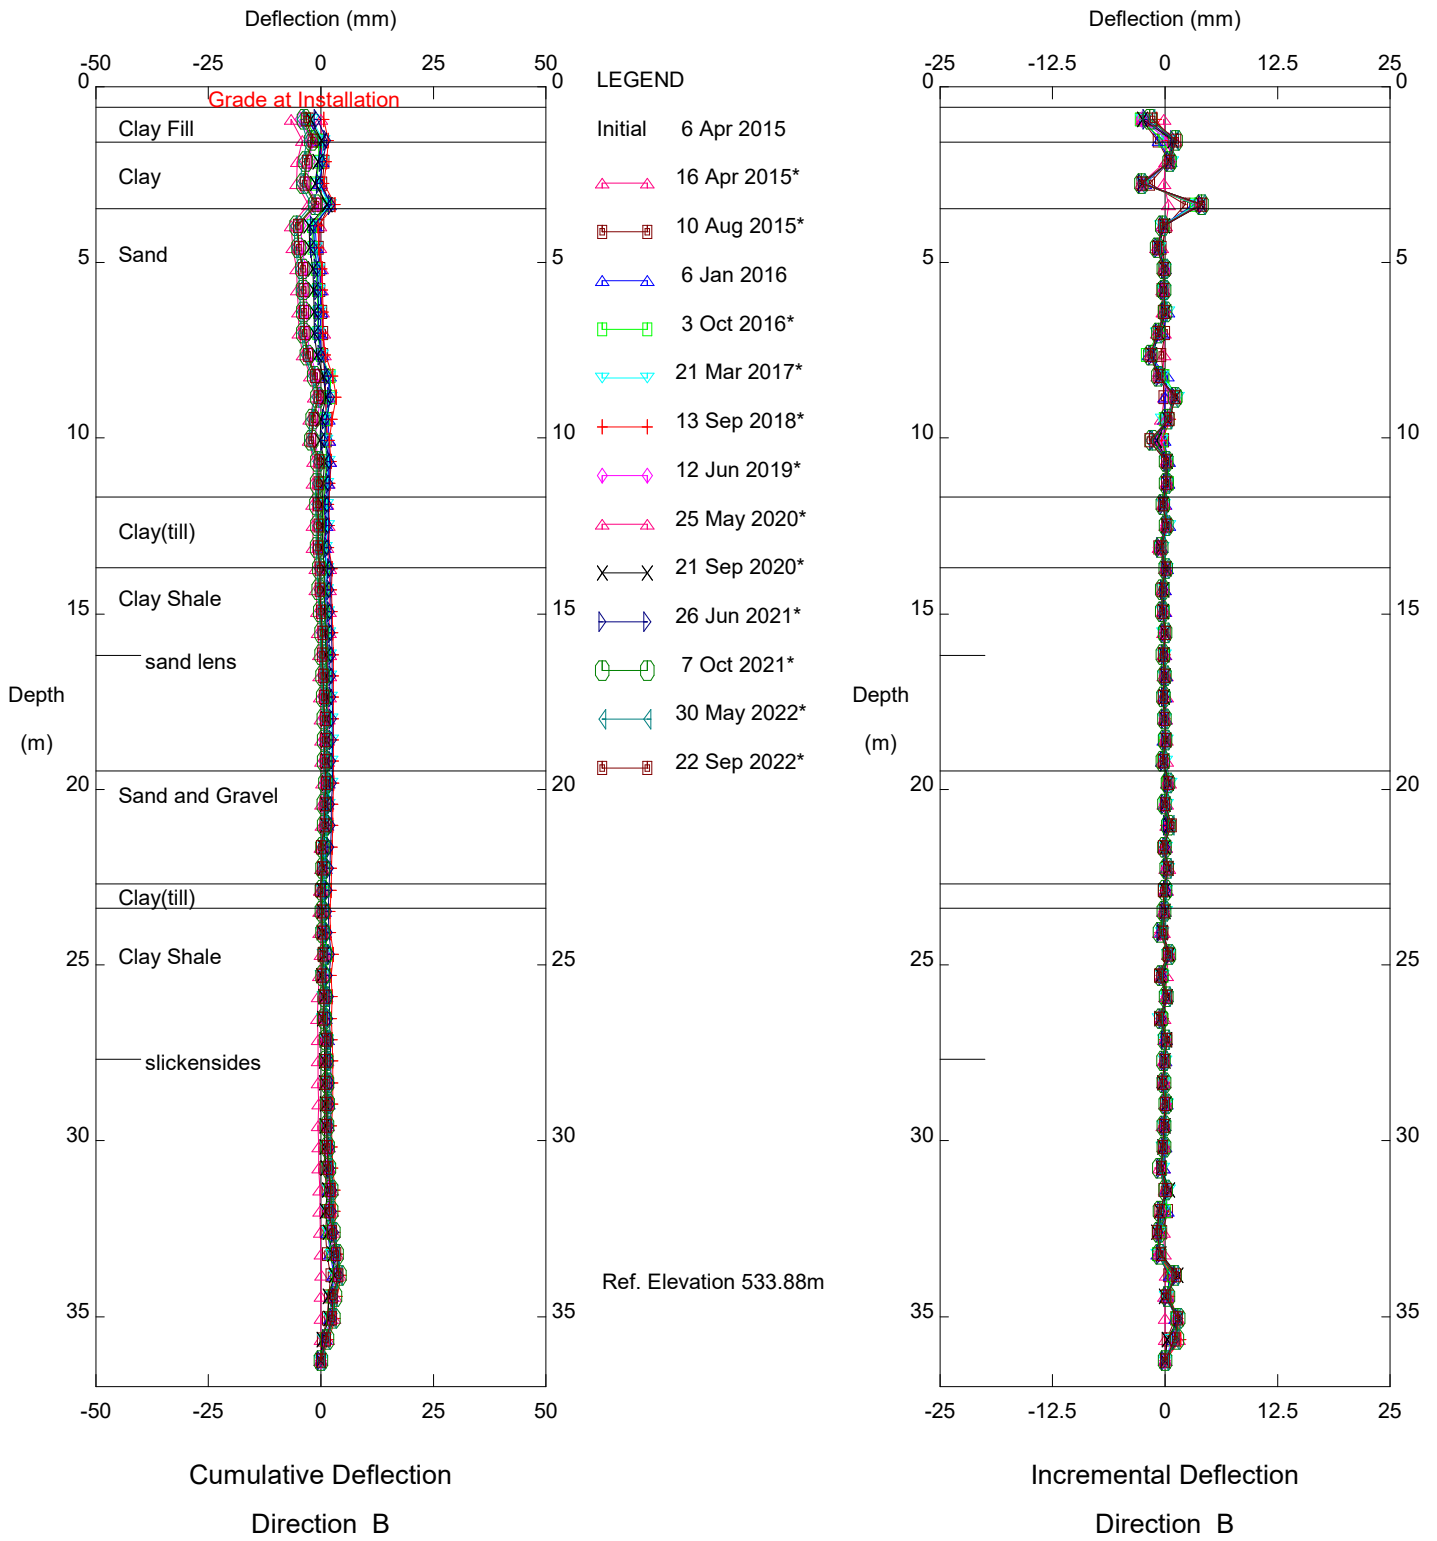 Deflection (mm)
-50 -25 0 25 50
0 0
Grade at Installation
Clay Fill
Clay
Sand
5 5
10 10
Clay(till)
Clay Shale
15 15
sand lens
Depth
(m)
20 20
Sand and Gravel
Clay(till)
Clay Shale
25 25
slickensides
30 30
35 35
-50 -25 0 25 50
Cumulative Deflection
Direction B
LEGEND
Initial 6 Apr 2015
16 Apr 2015*
10 Aug 2015*
6 Jan 2016
3 Oct 2016*
21 Mar 2017*
13 Sep 2018*
12 Jun 2019*
25 May 2020*
21 Sep 2020*
26 Jun 2021*
7 Oct 2021*
30 May 2022*
22 Sep 2022*
Ref. Elevation 533.88m
Deflection (mm)
-25 -12.5 0 12.5 25
0 0
5 5
10 10
15 15
Depth
(m)
20 20
25 25
30 30
35 35
-25 -12.5 0 12.5 25
Incremental Deflection
Direction B